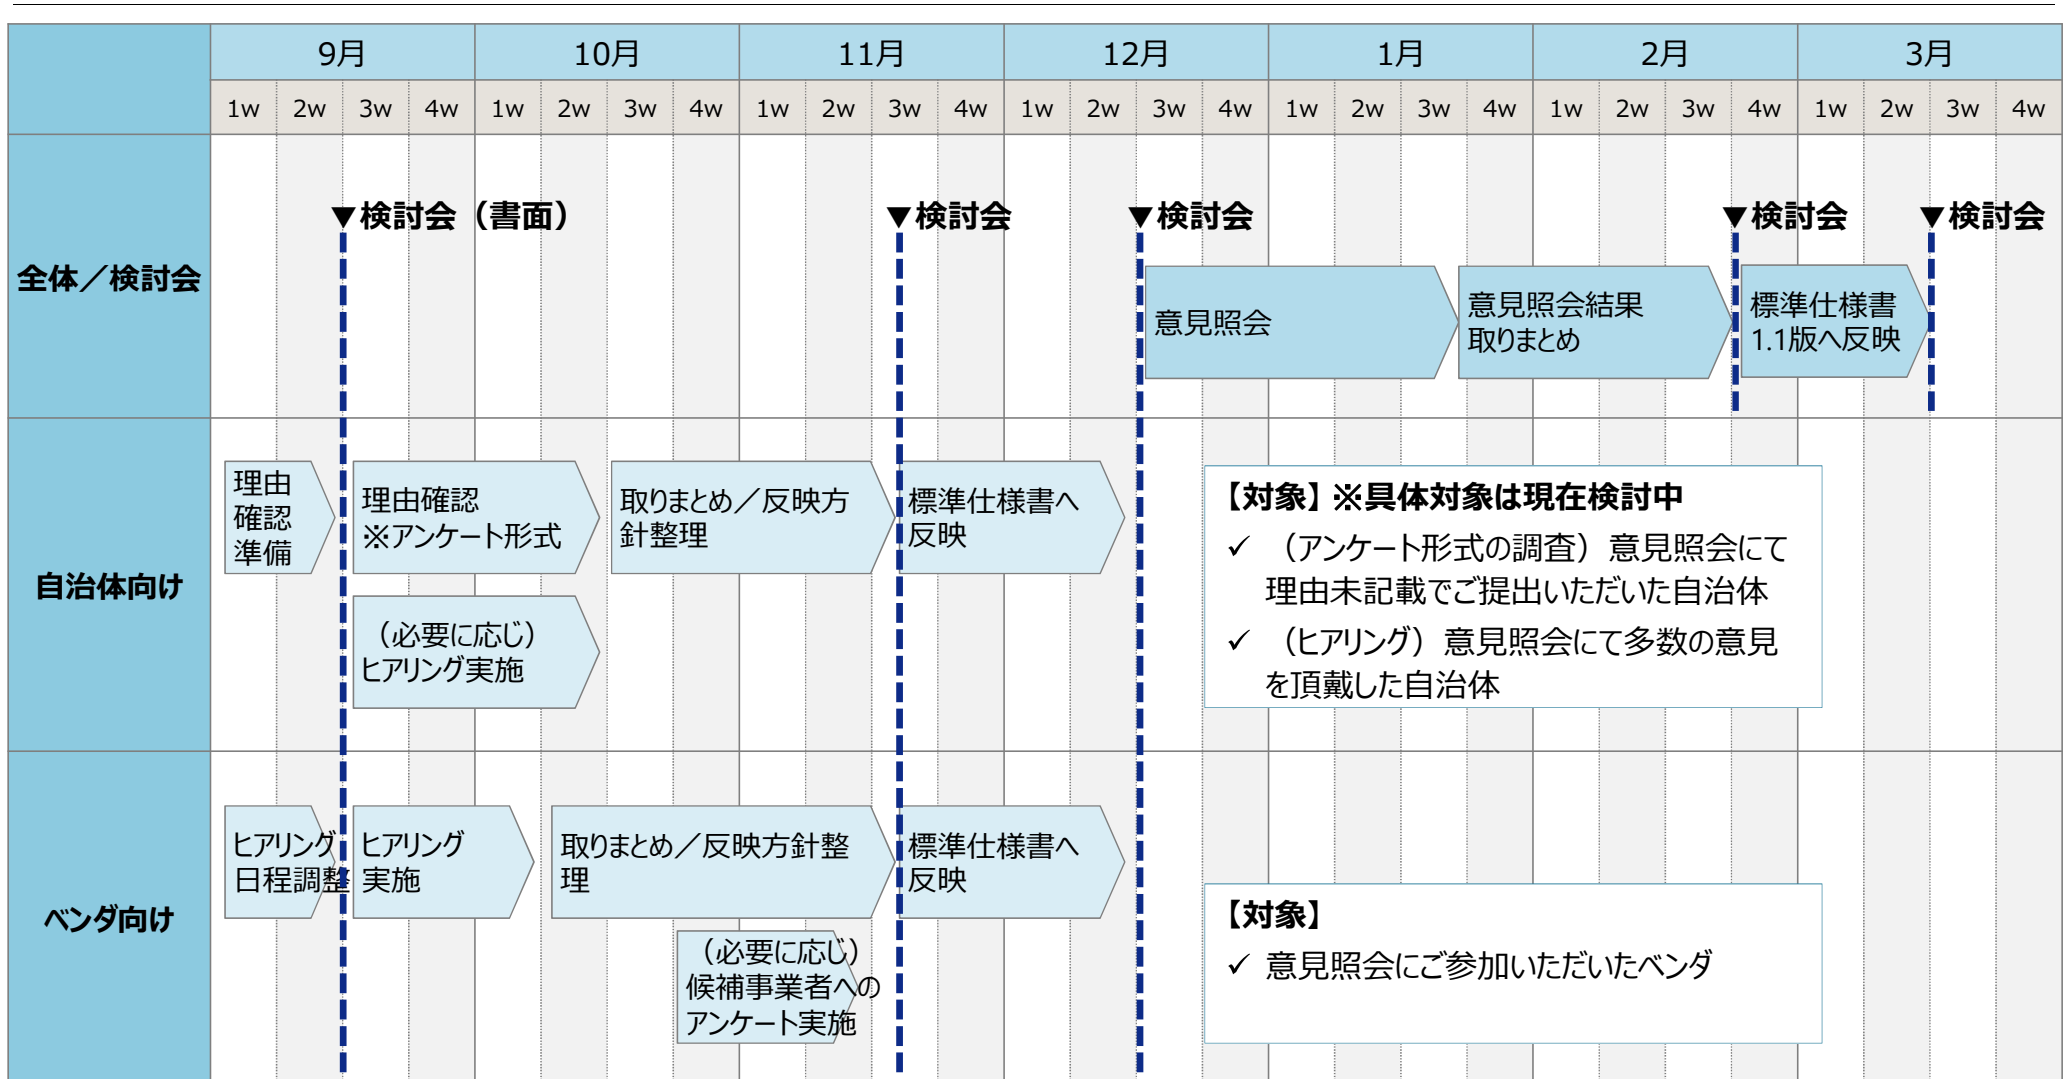 9月 10月 11月 12月 1月 2月 3月
1w 2w 3w 4w 1w 2w 3w 4w 1w 2w 3w 4w 1w 2w 3w 4w 1w 2w 3w 4w 1w 2w 3w 4w 1w 2w 3w 4w
全体／検討会
▼検討会（書面）
▼検討会
▼検討会
▼検討会
▼検討会
意見照会
意見照会結果
取りまとめ
標準仕様書
1.1版へ反映
自治体向け
理由
確認
準備
理由確認
※アンケート形式
取りまとめ／反映方
針整理
標準仕様書へ
反映
（必要に応じ）
ヒアリング実施
【対象】※具体対象は現在検討中
✓ （アンケート形式の調査）意見照会にて
理由未記載でご提出いただいた自治体
✓ （ヒアリング）意見照会にて多数の意見
を頂戴した自治体
ベンダ向け
ヒアリング
日程調整
ヒアリング
実施
取りまとめ／反映方針整
理
標準仕様書へ
反映
（必要に応じ）
候補事業者への
アンケート実施
【対象】
✓ 意見照会にご参加いただいたベンダ